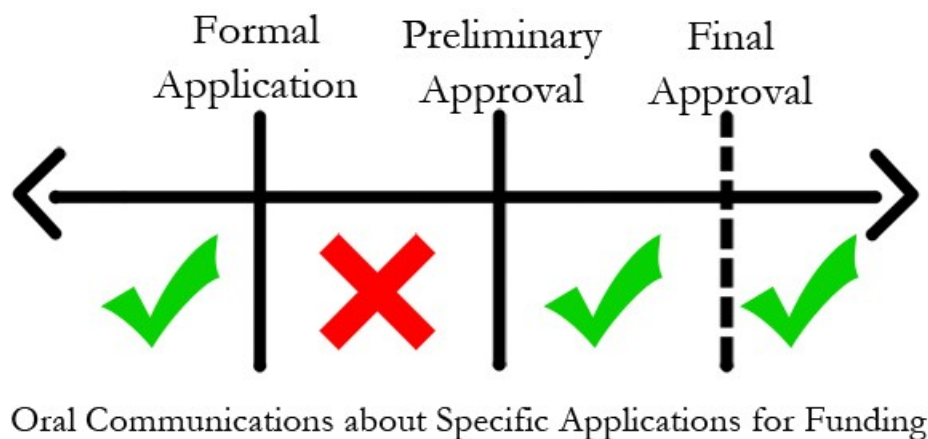 Formal
Application
Preliminary
Approval
Final
Approval
Oral Communications about Specific Applications for Funding